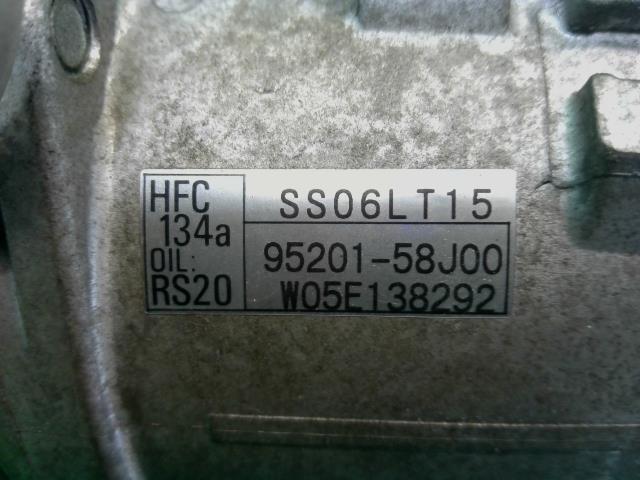 HFC
134a
OIL:
RS20
SS06LT15
95201-58J00
W05E138292